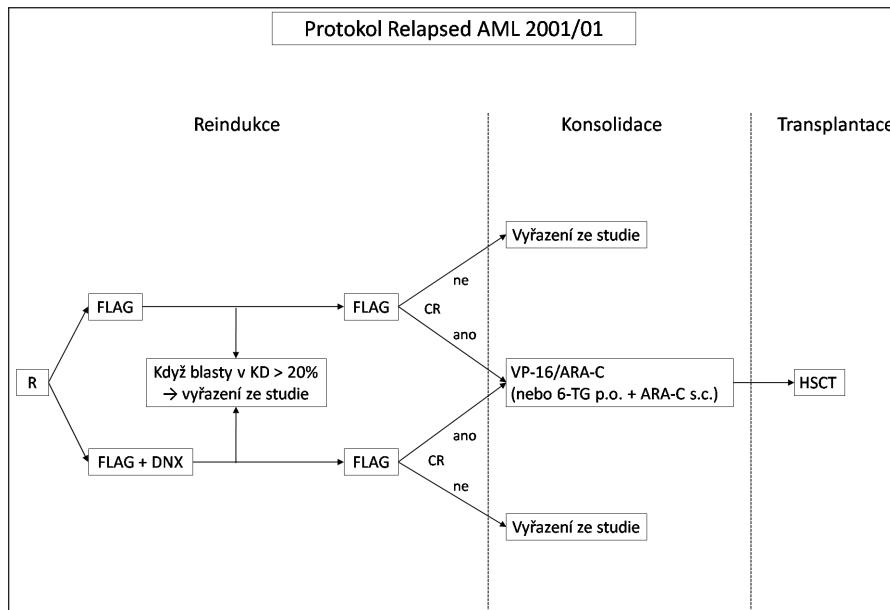 Protokol Relapsed AML 2001/01
Reindukce
Konsolidace
Transplantace
Vyřazení ze studie
ne
FLAG
FLAG
CR
ano
Když blasty v KD > 20%
→ vyřazení ze studie
R
VP-16/ARA-C
(nebo 6-TG p.o. + ARA-C s.c.)
HSCT
ano
FLAG + DNX
FLAG
CR
ne
Vyřazení ze studie